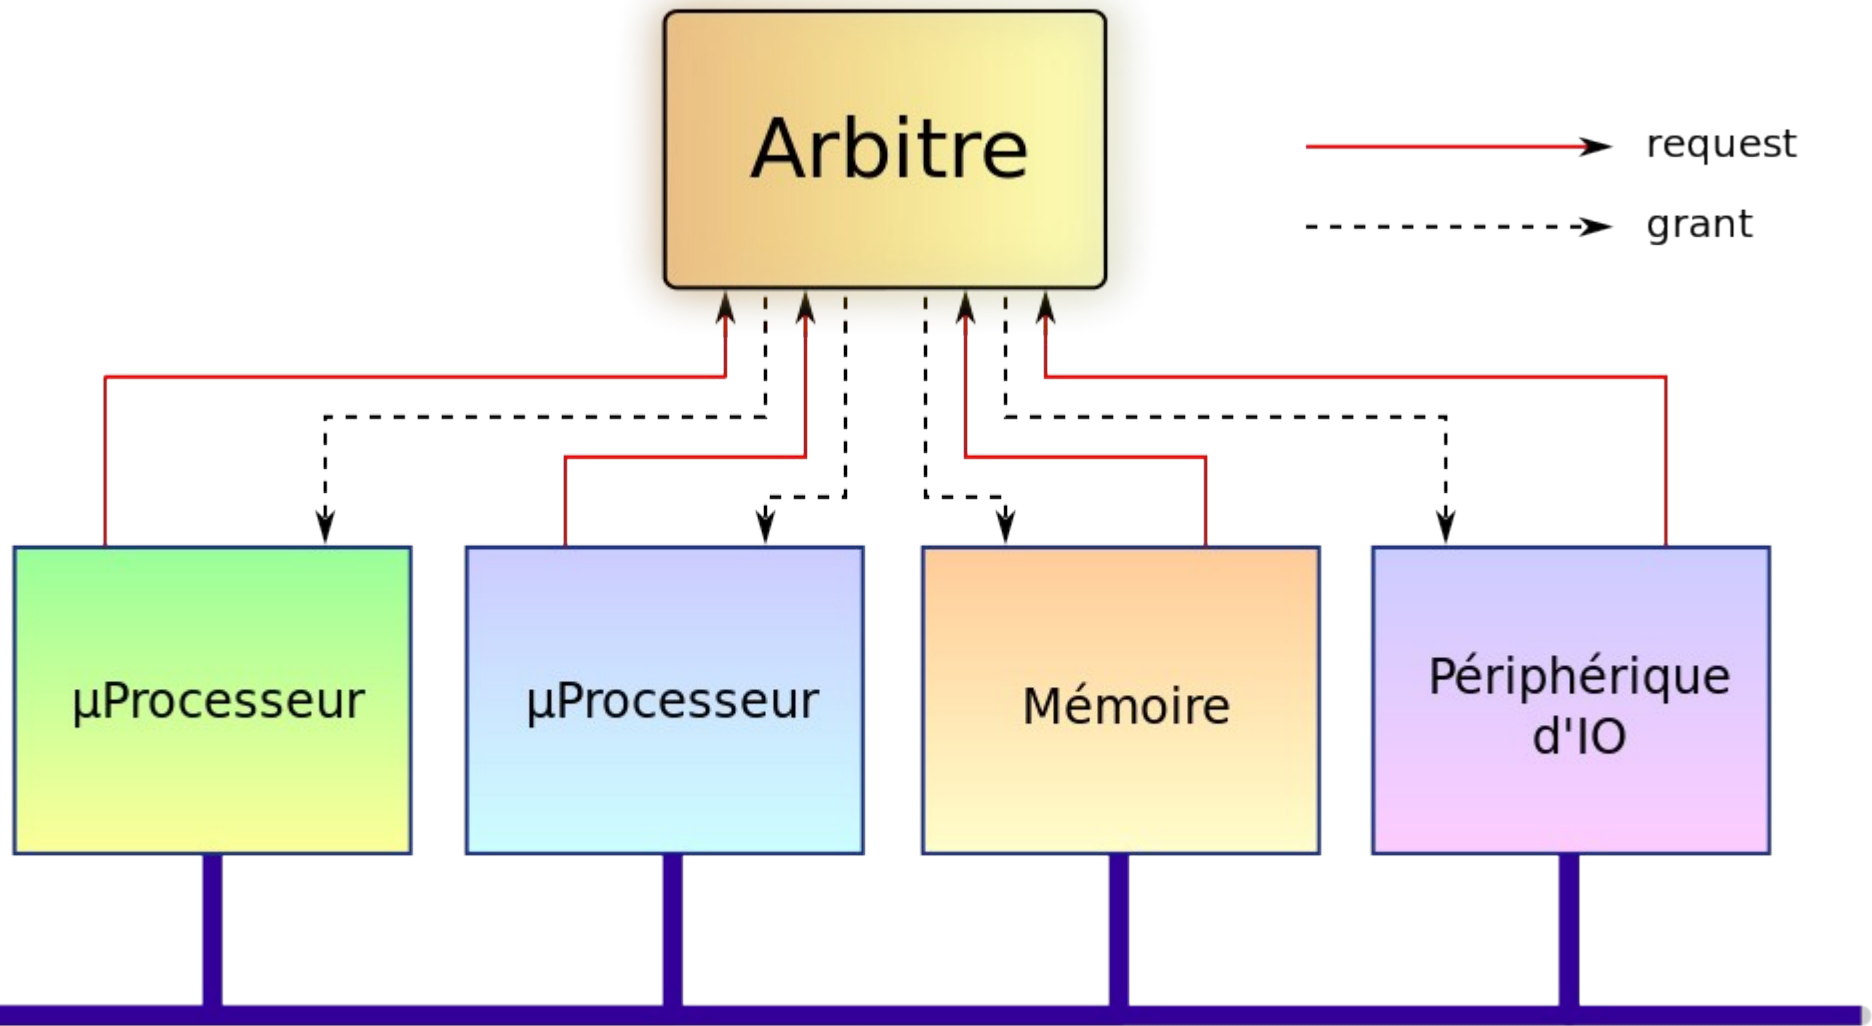 Arbitre
request
grant
µProcesseur
µProcesseur
Mémoire
Périphérique
d'IO